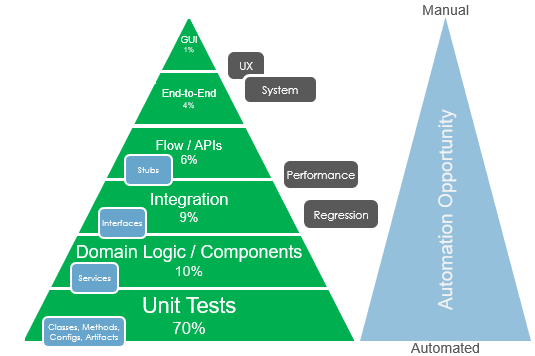 Manual
GUI
1%
UX
End-to-End
4%
System
Flow / APIs
6%
Stubs
Performance
Integration
9%
Interfaces
Regression
Domain Logic / Components
10%
Services
Unit Tests
70%
Classes, Methods,
Configs, Artifacts
Automation Opportunity
Automated